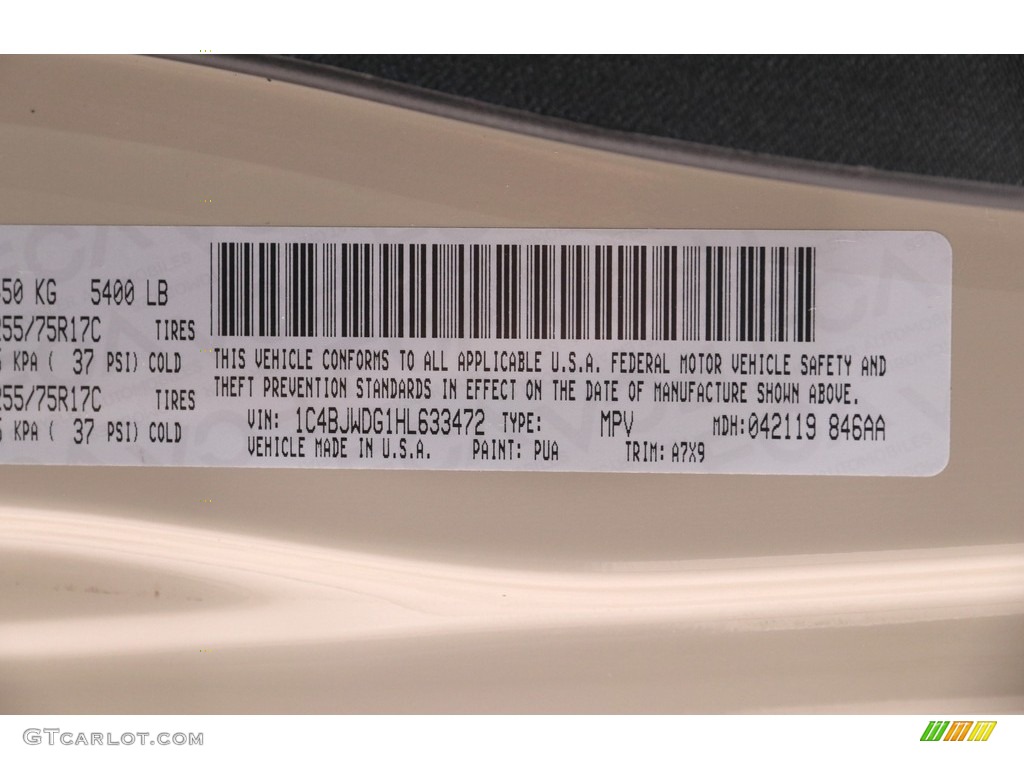 50 KG 5400 LB
255/75R17C TIRES
KPA ( 37 PSI) COLD
255/75R17C TIRES
KPA ( 37 PSI) COLD
THIS VEHICLE CONFORMS TO ALL APPLICABLE U.S.A. FEDERAL MOTOR VEHICLE SAFETY AND
THEFT PREVENTION STANDARDS IN EFFECT ON THE DATE OF MANUFACTURE SHOWN ABOVE.
VIN: 1C4BJWDG1HL633472 TYPE: MPV MDH:042119 846AA
VEHICLE MADE IN U.S.A. PAINT: PUA TRIM: A7X9
GTCARLOT.COM